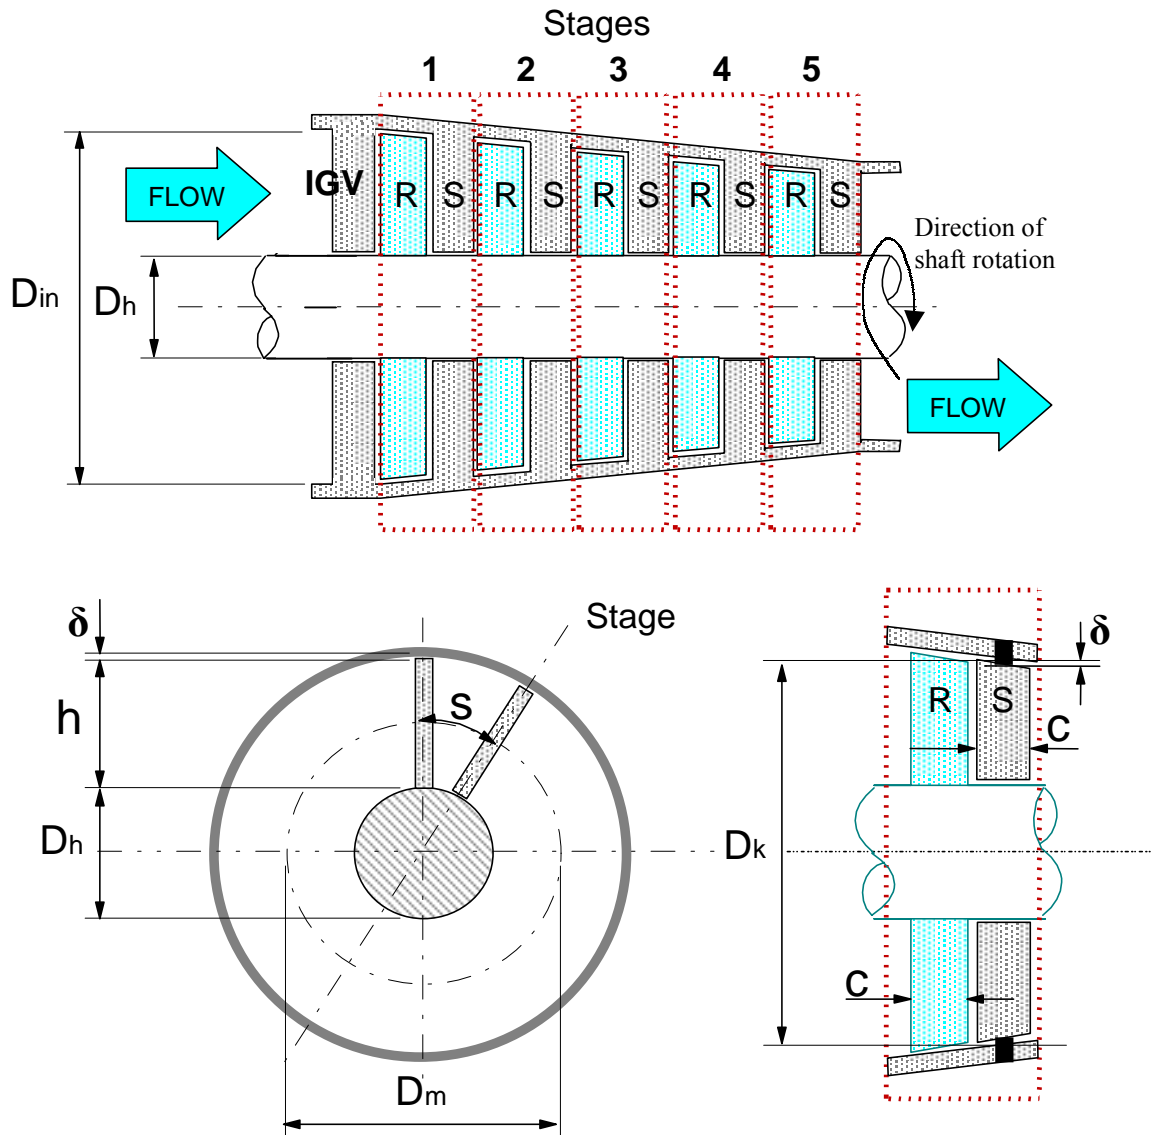 Stages
1 2 3 4 5
FLOW
IGV
R S R S R S R S R S
Direction of
shaft rotation
Din
Dh
FLOW
δ
Stage
h
S
Dh
Dm
δ
R S
C
Dk
C